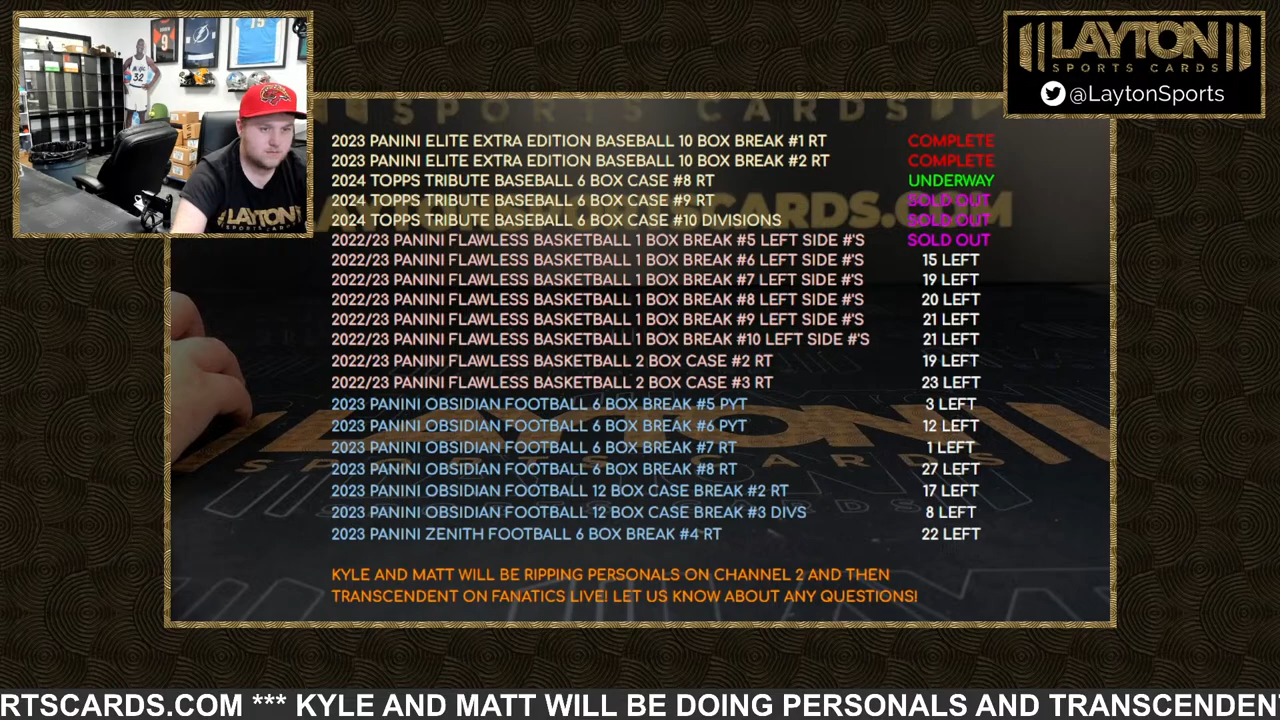 LAYTON
SPORTS CARDS
@LaytonSports
SPORTS CARDS
2023 PANINI ELITE EXTRA EDITION BASEBALL 10 BOX BREAK #1 RT COMPLETE
2023 PANINI ELITE EXTRA EDITION BASEBALL 10 BOX BREAK #2 RT COMPLETE
2024 TOPPS TRIBUTE BASEBALL 6 BOX CASE #8 RT UNDERWAY
2024 TOPPS TRIBUTE BASEBALL 6 BOX CASE #9 RT SOLD OUT
2024 TOPPS TRIBUTE BASEBALL 6 BOX CASE #10 DIVISIONS SOLD OUT
2022/23 PANINI FLAWLESS BASKETBALL 1 BOX BREAK #5 LEFT SIDE #'S SOLD OUT
2022/23 PANINI FLAWLESS BASKETBALL 1 BOX BREAK #6 LEFT SIDE #'S 15 LEFT
2022/23 PANINI FLAWLESS BASKETBALL 1 BOX BREAK #7 LEFT SIDE #'S 19 LEFT
2022/23 PANINI FLAWLESS BASKETBALL 1 BOX BREAK #8 LEFT SIDE #'S 20 LEFT
2022/23 PANINI FLAWLESS BASKETBALL 1 BOX BREAK #9 LEFT SIDE #'S 21 LEFT
2022/23 PANINI FLAWLESS BASKETBALL 1 BOX BREAK #10 LEFT SIDE #'S 21 LEFT
2022/23 PANINI FLAWLESS BASKETBALL 2 BOX CASE #2 RT 19 LEFT
2022/23 PANINI FLAWLESS BASKETBALL 2 BOX CASE #3 RT 23 LEFT
2023 PANINI OBSIDIAN FOOTBALL 6 BOX BREAK #5 PYT 3 LEFT
2023 PANINI OBSIDIAN FOOTBALL 6 BOX BREAK #6 PYT 12 LEFT
2023 PANINI OBSIDIAN FOOTBALL 6 BOX BREAK #7 RT 1 LEFT
2023 PANINI OBSIDIAN FOOTBALL 6 BOX BREAK #8 RT 27 LEFT
2023 PANINI OBSIDIAN FOOTBALL 12 BOX CASE BREAK #2 RT 17 LEFT
2023 PANINI OBSIDIAN FOOTBALL 12 BOX CASE BREAK #3 DIVS 8 LEFT
2023 PANINI ZENITH FOOTBALL 6 BOX BREAK #4 RT 22 LEFT
KYLE AND MATT WILL BE RIPPING PERSONALS ON CHANNEL 2 AND THEN
TRANSCENDENT ON FANATICS LIVE! LET US KNOW ABOUT ANY QUESTIONS!
RTSCARDS.COM *** KYLE AND MATT WILL BE DOING PERSONALS AND TRANSCENDEN